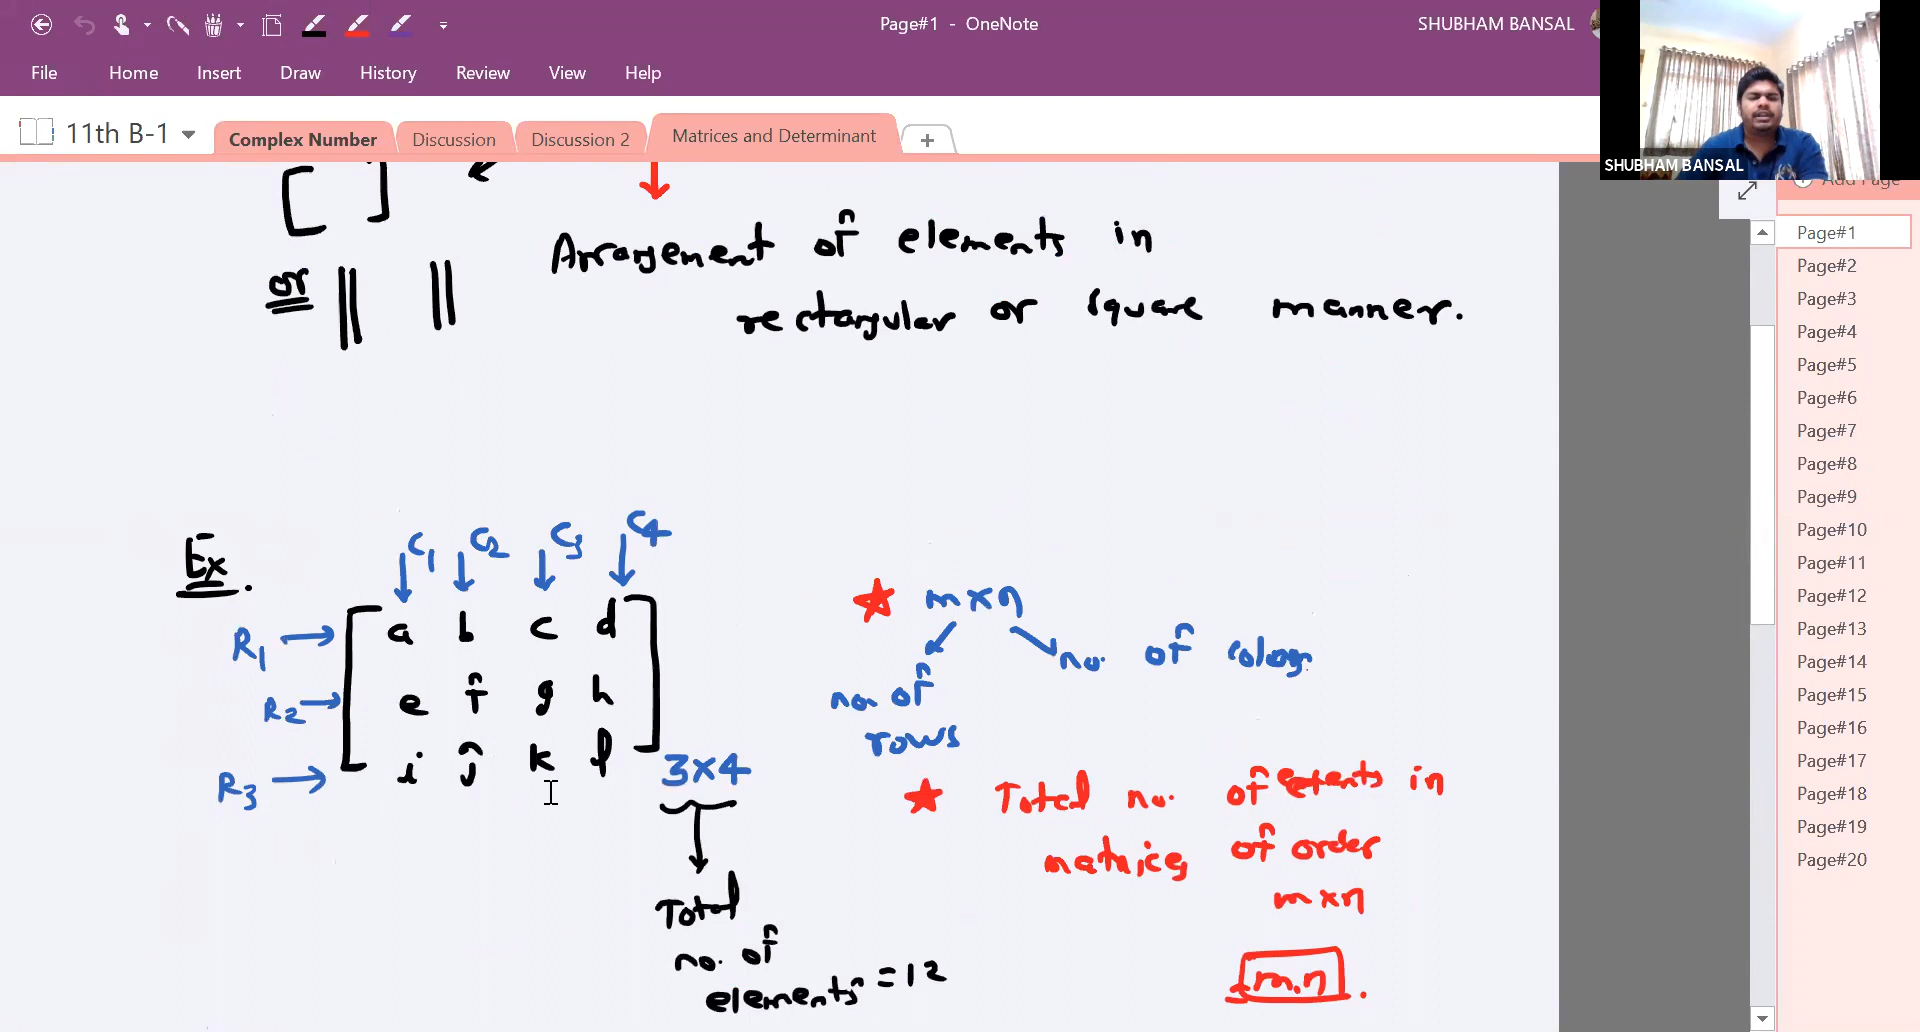 Page#1 - OneNote
SHUBHAM BANSAL
File Home Insert Draw History Review View Help
11th B-1
Complex Number
Discussion
Discussion 2
Matrices and Determinant
SHUBHAM BANSAL
Add Page
[ ]
or || ||
Arrangement of elements in
rectangular or square manner.
Ex.
C1 C2 C3 C4
R1 → a b c d
R2 → e f g h
R3 → i j k l
3×4
Total
no. of
elements = 12
★ m×n
no. of
rows
no. of
★ Total no. of in
matrices of order
m×n
m.n.
Page#1
Page#2
Page#3
Page#4
Page#5
Page#6
Page#7
Page#8
Page#9
Page#10
Page#11
Page#12
Page#13
Page#14
Page#15
Page#16
Page#17
Page#18
Page#19
Page#20